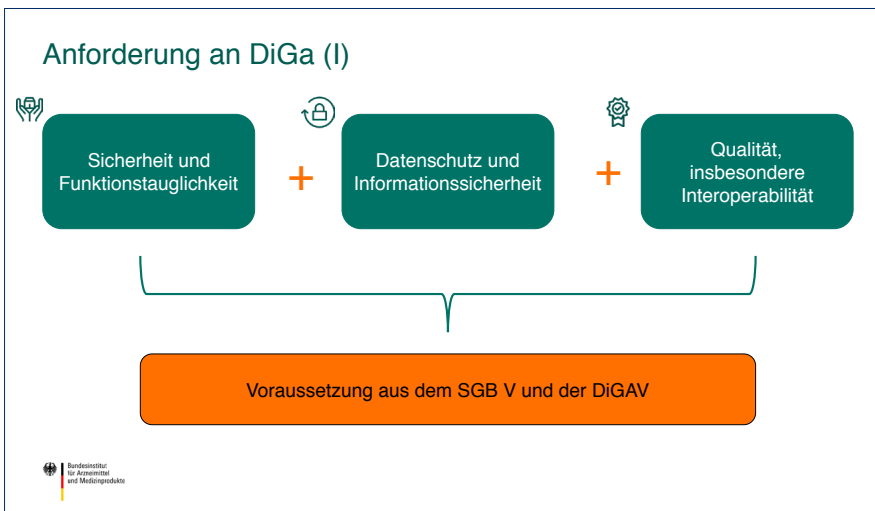 Anforderung an DiGa (I)
Sicherheit und
Funktionstauglichkeit
+
Datenschutz und
Informationssicherheit
+
Qualität,
insbesondere
Interoperabilität
Voraussetzung aus dem SGB V und der DiGAV
Bundesinstitut
für Arzneimittel
und Medizinprodukte